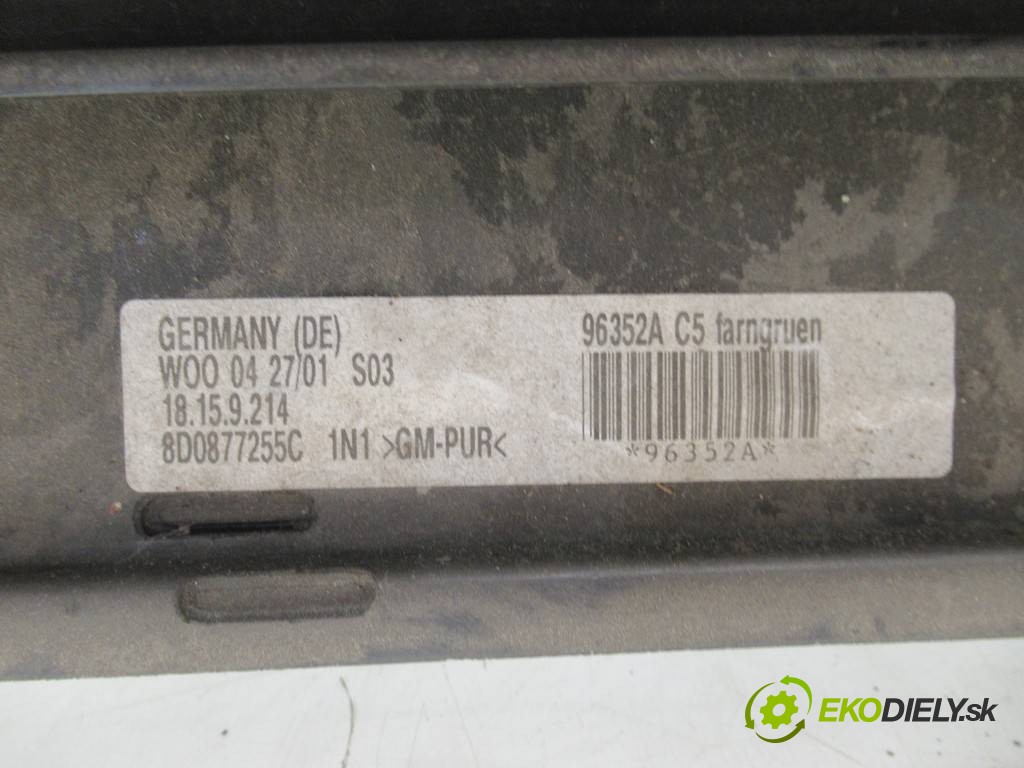 GERMANY (DE)
WOO 04 27/01 S03
18.15.9.214
8D0877255C 1N1 >GM-PUR<
96352A C5 farngruen
*96352A*
EKODIELY.sk